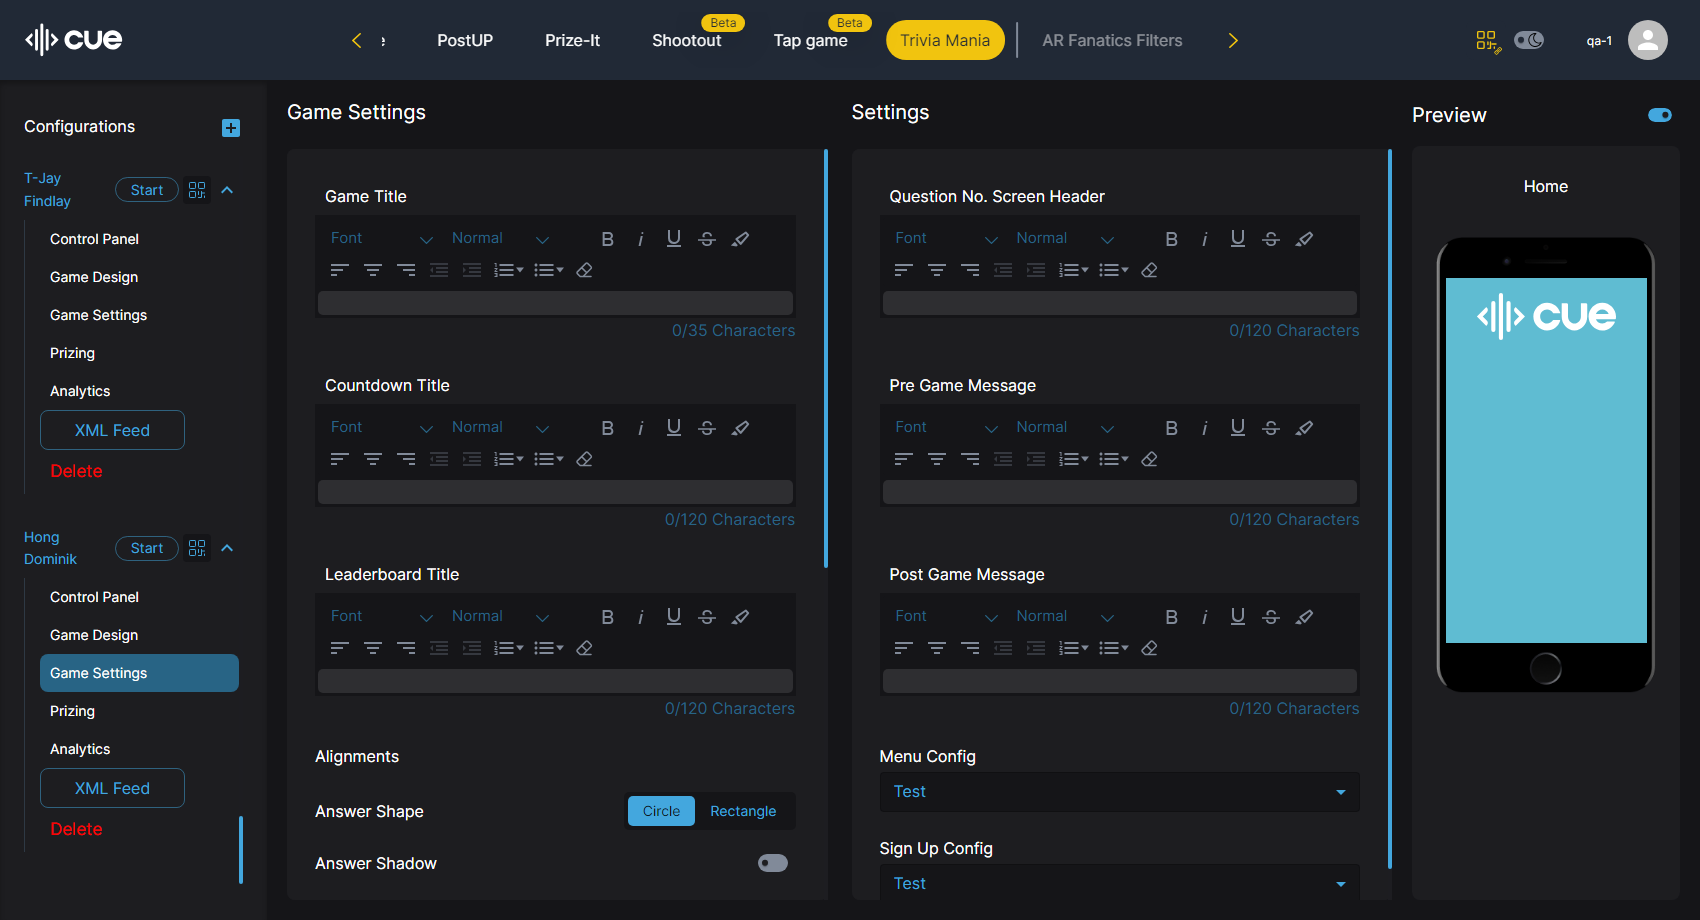 cue
PostUP
Prize-It
Beta
Shootout
Beta
Tap game
Trivia Mania
AR Fanatics Filters
qa-1
Configurations
T-Jay
Findlay
Start
Control Panel
Game Design
Game Settings
Prizing
Analytics
XML Feed
Delete
Hong
Dominik
Start
Control Panel
Game Design
Game Settings
Prizing
Analytics
XML Feed
Delete
Game Settings
Game Title
Font Normal B i U S
0/35 Characters
Countdown Title
Font Normal B i U S
0/120 Characters
Leaderboard Title
Font Normal B i U S
0/120 Characters
Alignments
Answer Shape
Circle Rectangle
Answer Shadow
Settings
Question No. Screen Header
Font Normal B i U S
0/120 Characters
Pre Game Message
Font Normal B i U S
0/120 Characters
Post Game Message
Font Normal B i U S
0/120 Characters
Menu Config
Test
Sign Up Config
Test
Preview
Home
cue